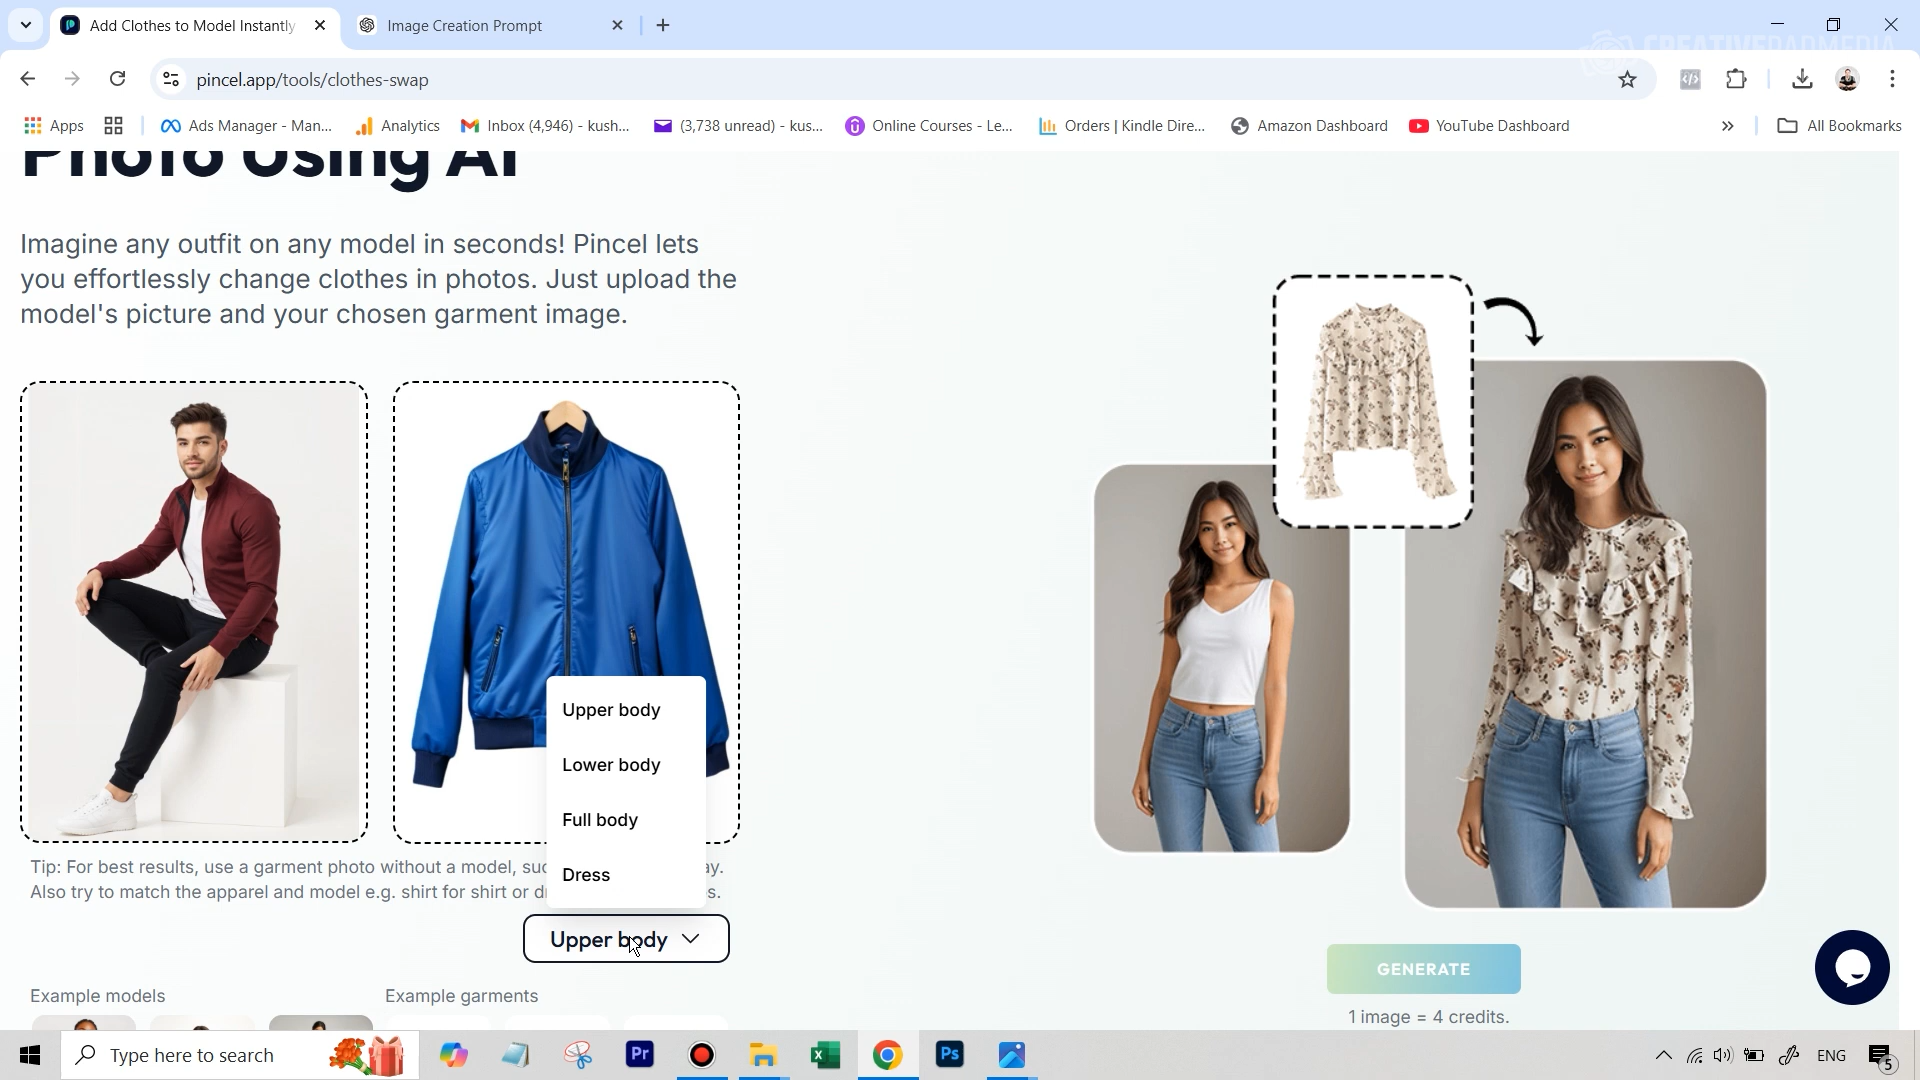 Add Clothes to Model Instantly
Image Creation Prompt
CREATIVEDADMEDIA
pincel.app/tools/clothes-swap
Apps
Ads Manager - Man...
Analytics
Inbox (4,946) - kush...
(3,738 unread) - kus...
Online Courses - Le...
Orders | Kindle Dire...
Amazon Dashboard
YouTube Dashboard
All Bookmarks
Photo Using AI
Imagine any outfit on any model in seconds! Pincel lets
you effortlessly change clothes in photos. Just upload the
model's picture and your chosen garment image.
Upper body
Lower body
Full body
Dress
Tip: For best results, use a garment photo without a model, suc
ay.
Also try to match the apparel and model e.g. shirt for shirt or d
s.
Upper body
Example models
Example garments
GENERATE
1 image = 4 credits.
Type here to search
Pr
Ps
ENG
5